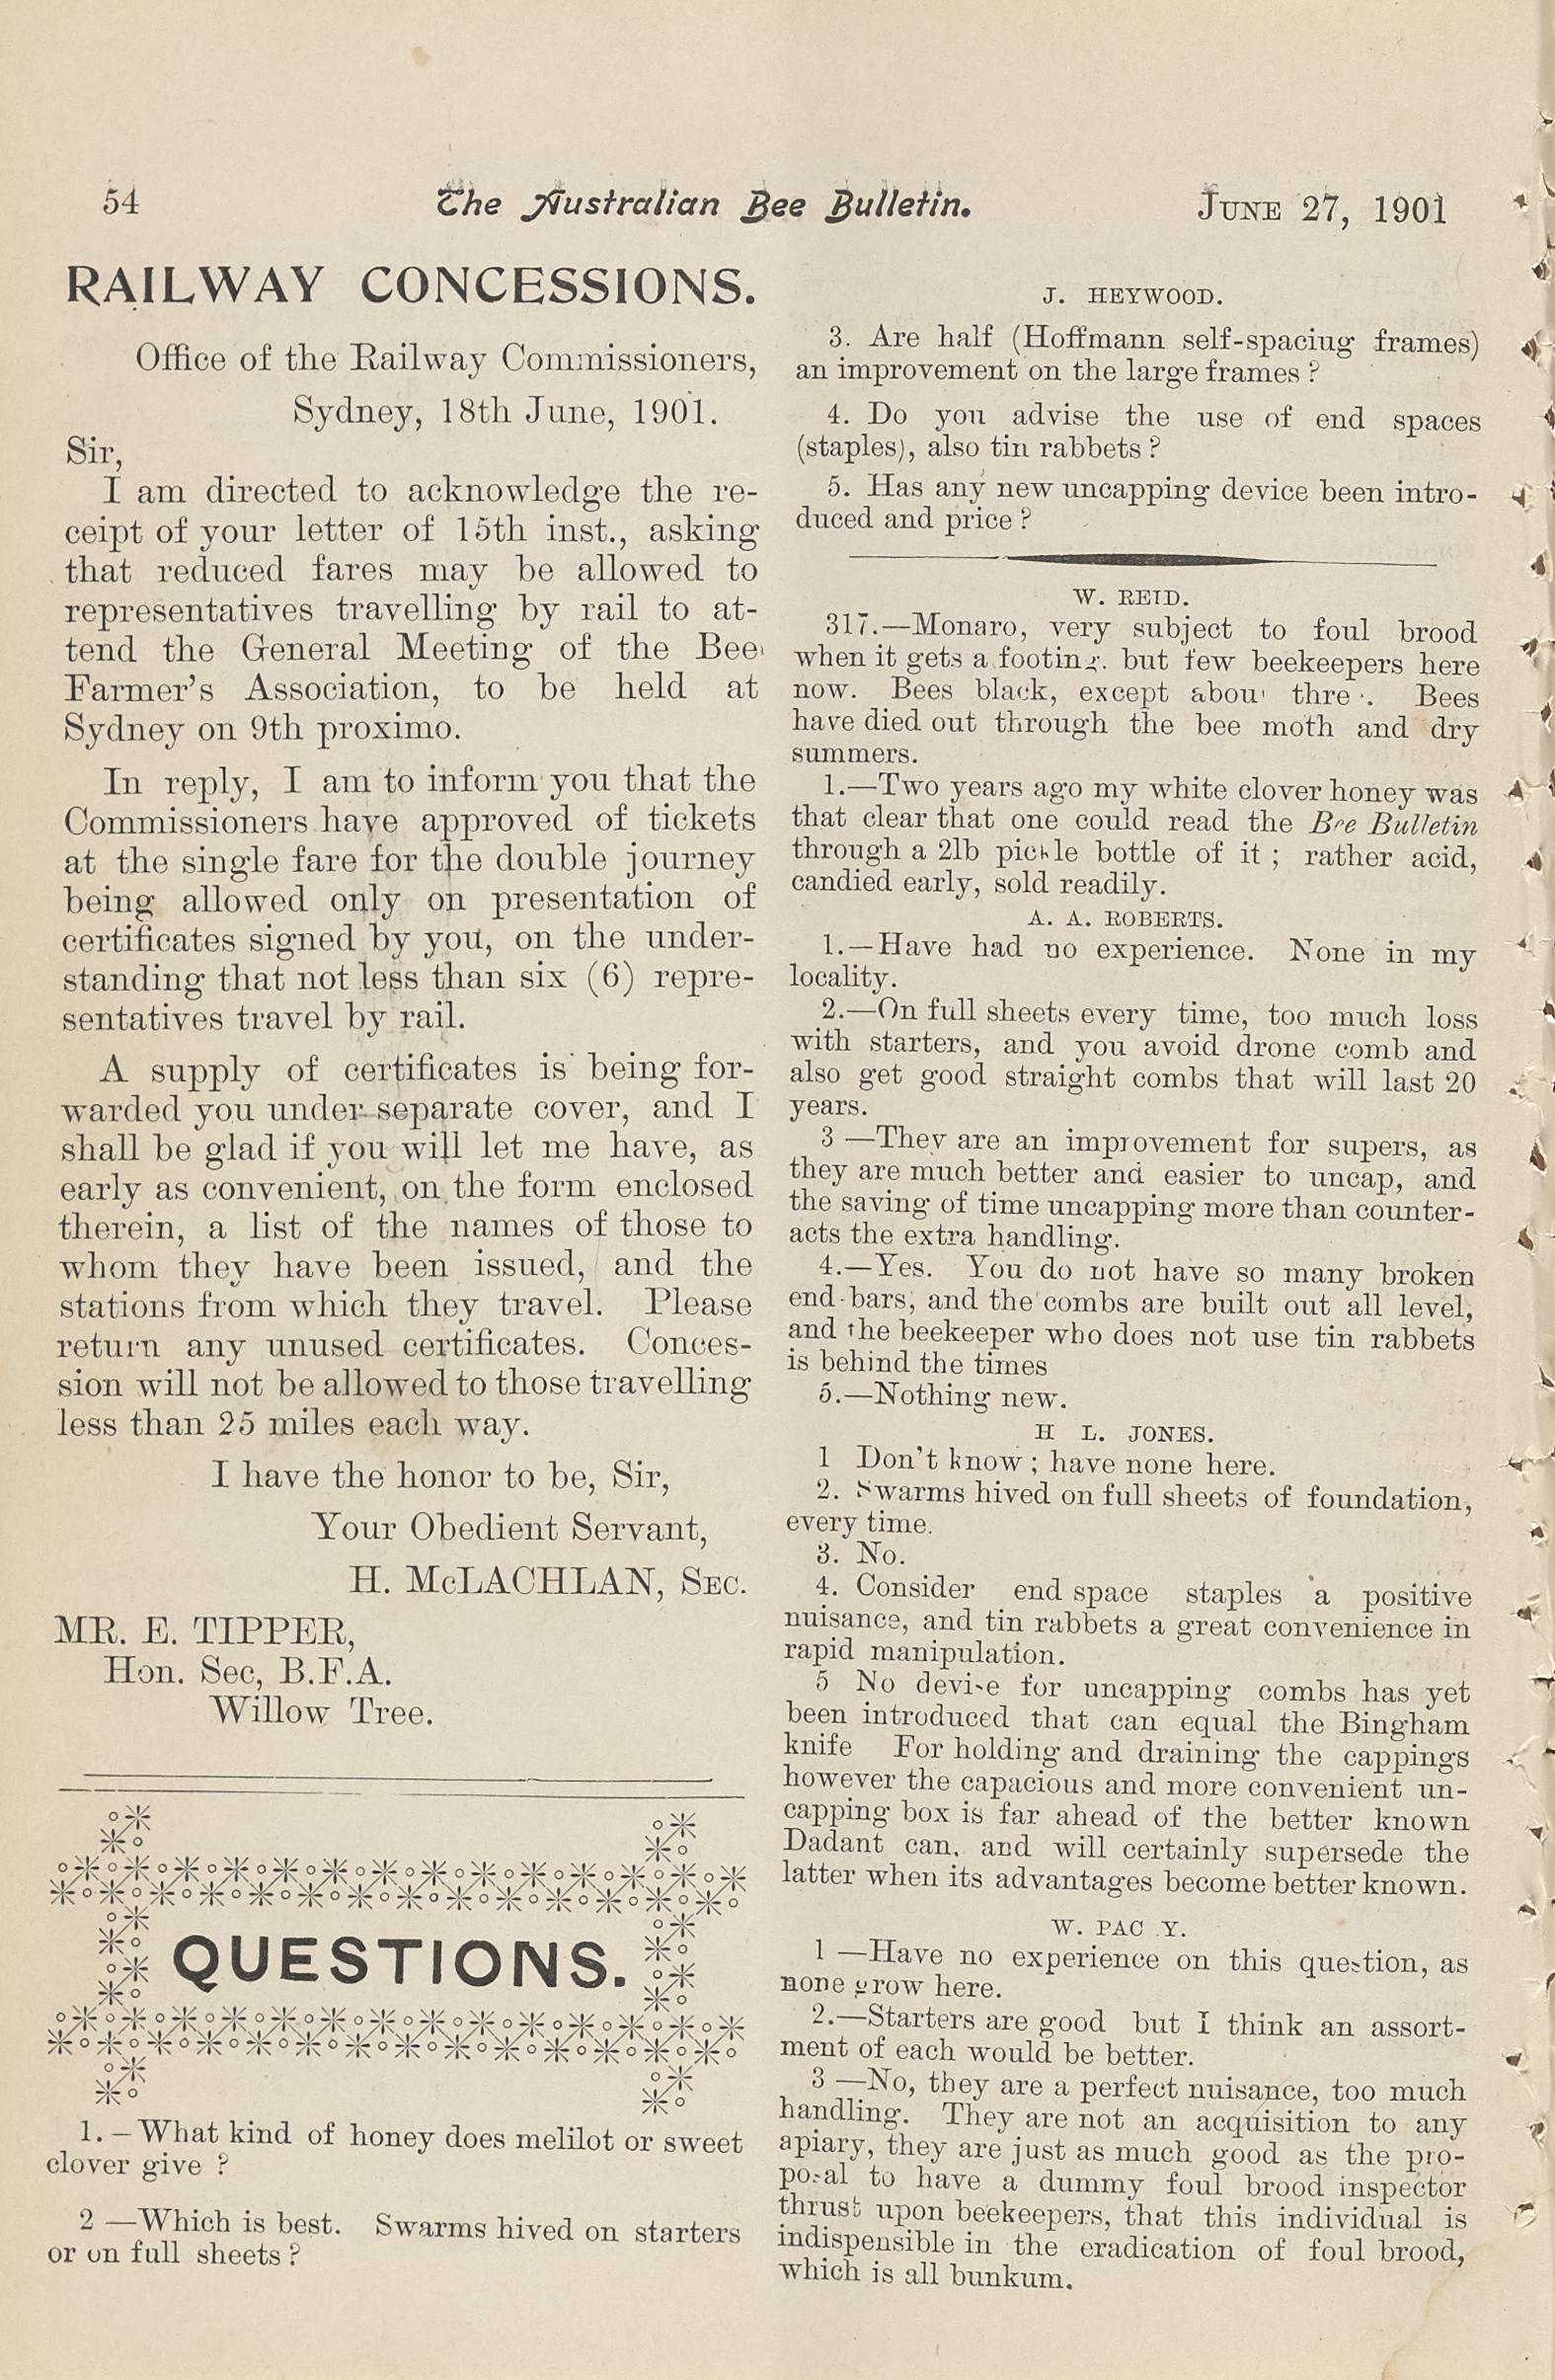 54
The Australian Bee Bulletin.
JUNE 27, 1901
RAILWAY CONCESSIONS.
Office of the Railway Commissioners,
Sydney, 18th June, 1901.
Sir,
I am directed to acknowledge the re-
ceipt of your letter of 15th inst., asking
that reduced fares may be allowed to
representatives travelling by rail to at-
tend the General Meeting of the Bee
Farmer's Association, to be held at
Sydney on 9th proximo.
In reply, I am to inform you that the
Commissioners have approved of tickets
at the single fare for the double journey
being allowed only on presentation of
certificates signed by you, on the under-
standing that not less than six (6) repre-
sentatives travel by rail.
A supply of certificates is being for-
warded you under separate cover, and I
shall be glad if you will let me have, as
early as convenient, on the form enclosed
therein, a list of the names of those to
whom they have been issued, and the
stations from which they travel. Please
return any unused certificates. Conces-
sion will not be allowed to those travelling
less than 25 miles each way.
I have the honor to be, Sir,
Your Obedient Servant,
H. McLACHLAN, SEC.
MR. E. TIPPER,
Hon. Sec, B.F.A.
Willow Tree.
QUESTIONS.
1.—What kind of honey does melilot or sweet
clover give ?
2 —Which is best. Swarms hived on starters
or on full sheets ?
J. HEYWOOD.
3. Are half (Hoffmann self-spaciug frames)
an improvement on the large frames ?
4. Do you advise the use of end spaces
(staples), also tin rabbets ?
5. Has any new uncapping device been intro-
duced and price ?
W. REID.
317.—Monaro, very subject to foul brood
when it gets a footing. but few beekeepers here
now. Bees black, except abou' thre . Bees
have died out through the bee moth and dry
summers.
1.—Two years ago my white clover honey was
that clear that one could read the Bee Bulletin
through a 2lb pickle bottle of it ; rather acid,
candied early, sold readily.
A. A. ROBERTS.
1.—Have had no experience. None in my
locality.
2.—On full sheets every time, too much loss
with starters, and you avoid drone comb and
also get good straight combs that will last 20
years.
3 —They are an improvement for supers, as
they are much better and easier to uncap, and
the saving of time uncapping more than counter-
acts the extra handling.
4.—Yes. You do not have so many broken
end-bars, and the combs are built out all level,
and the beekeeper who does not use tin rabbets
is behind the times
5.—Nothing new.
H L. JONES.
1 Don't know ; have none here.
2. Swarms hived on full sheets of foundation,
every time.
3. No.
4. Consider end space staples a positive
nuisance, and tin rabbets a great convenience in
rapid manipulation.
5 No devise for uncapping combs has yet
been introduced that can equal the Bingham
knife For holding and draining the cappings
however the capacious and more convenient un-
capping box is far ahead of the better known
Dadant can, and will certainly supersede the
latter when its advantages become better known.
W. PAC Y.
1 —Have no experience on this question, as
none grow here.
2.—Starters are good but I think an assort-
ment of each would be better.
3 —No, they are a perfect nuisance, too much
handling. They are not an acquisition to any
apiary, they are just as much good as the pro-
posal to have a dummy foul brood inspector
thrust upon beekeepers, that this individual is
indispensible in the eradication of foul brood,
which is all bunkum.